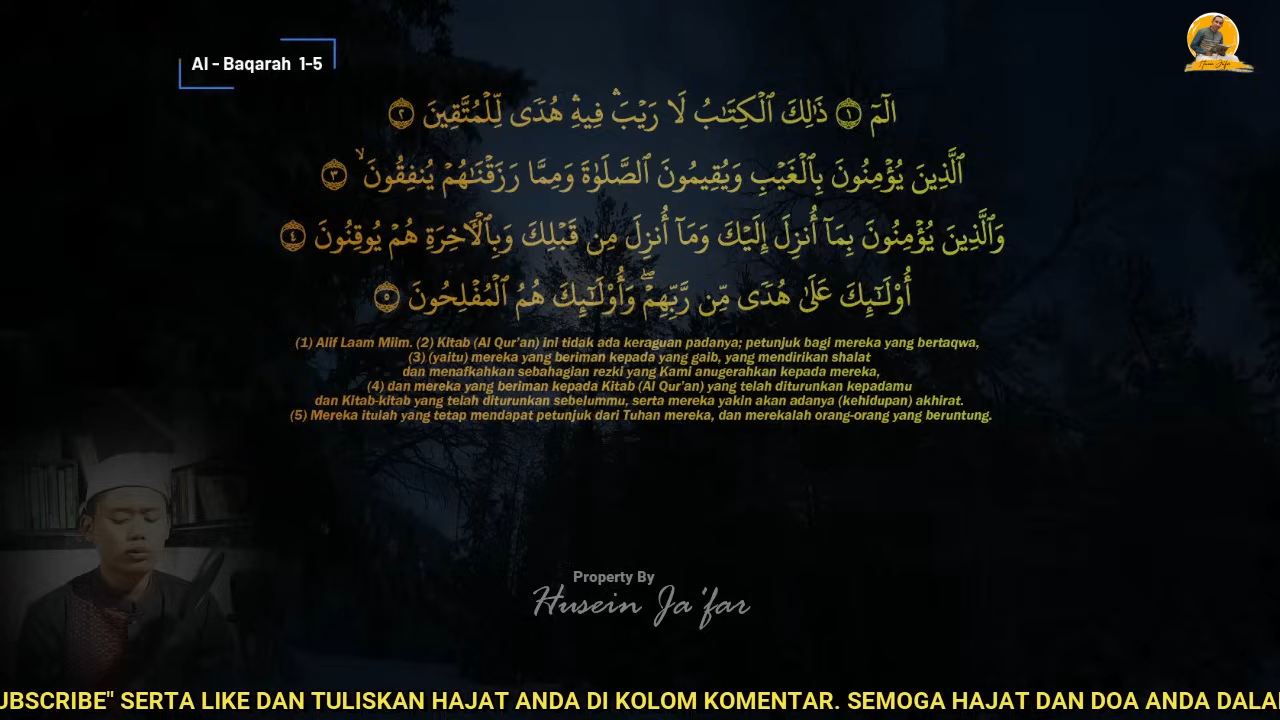 Al - Baqarah 1-5
الٓمٓ ١ ذَٰلِكَ ٱلْكِتَـٰبُ لَا رَيْبَ ۛ فِيهِ ۛ هُدًى لِّلْمُتَّقِينَ ٢
ٱلَّذِينَ يُؤْمِنُونَ بِٱلْغَيْبِ وَيُقِيمُونَ ٱلصَّلَوٰةَ وَمِمَّا رَزَقْنَـٰهُمْ يُنفِقُونَ ۙ ٣
وَٱلَّذِينَ يُؤْمِنُونَ بِمَآ أُنزِلَ إِلَيْكَ وَمَآ أُنزِلَ مِن قَبْلِكَ وَبِٱلْـَٔاخِرَةِ هُمْ يُوقِنُونَ ٤
أُو۟لَـٰٓئِكَ عَلَىٰ هُدًى مِّن رَّبِّهِمْ ۖ وَأُو۟لَـٰٓئِكَ هُمُ ٱلْمُفْلِحُونَ ٥
(1) Alif Laam Miim. (2) Kitab (Al Qur'an) ini tidak ada keraguan padanya; petunjuk bagi mereka yang bertaqwa,
(3) (yaitu) mereka yang beriman kepada yang gaib, yang mendirikan shalat
dan menafkahkan sebahagian rezki yang Kami anugerahkan kepada mereka,
(4) dan mereka yang beriman kepada Kitab (Al Qur'an) yang telah diturunkan kepadamu
dan Kitab-kitab yang telah diturunkan sebelummu, serta mereka yakin akan adanya (kehidupan) akhirat.
(5) Mereka itulah yang tetap mendapat petunjuk dari Tuhan mereka, dan merekalah orang-orang yang beruntung.
Property By
Husein Ja'far
UBSCRIBE" SERTA LIKE DAN TULISKAN HAJAT ANDA DI KOLOM KOMENTAR. SEMOGA HAJAT DAN DOA ANDA DALA